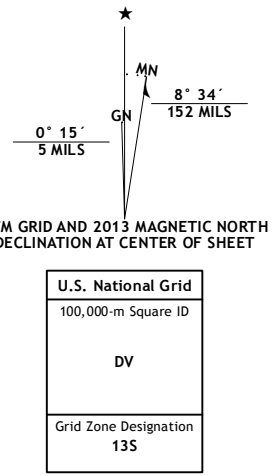 ★
MN
8° 34´
152 MILS
GN
0° 15´
5 MILS
M GRID AND 2013 MAGNETIC NORTH
DECLINATION AT CENTER OF SHEET
U.S. National Grid
100,000-m Square ID
DV
Grid Zone Designation
13S